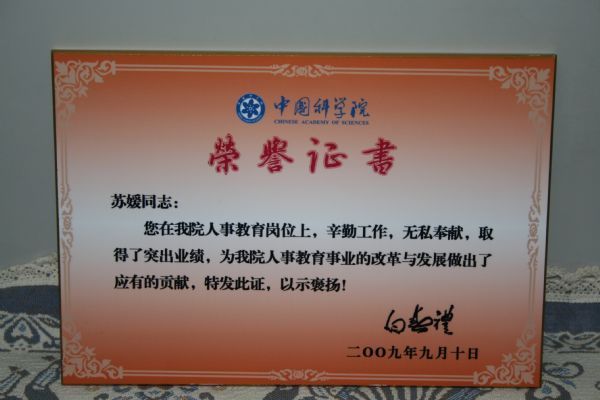 中国科学院
CHINESE ACADEMY OF SCIENCES
荣誉证书
苏媛同志：
您在我院人事教育岗位上，辛勤工作，无私奉献，取
得了突出业绩，为我院人事教育事业的改革与发展做出了
应有的贡献，特发此证，以示褒扬！
白春礼
二〇〇九年九月十日